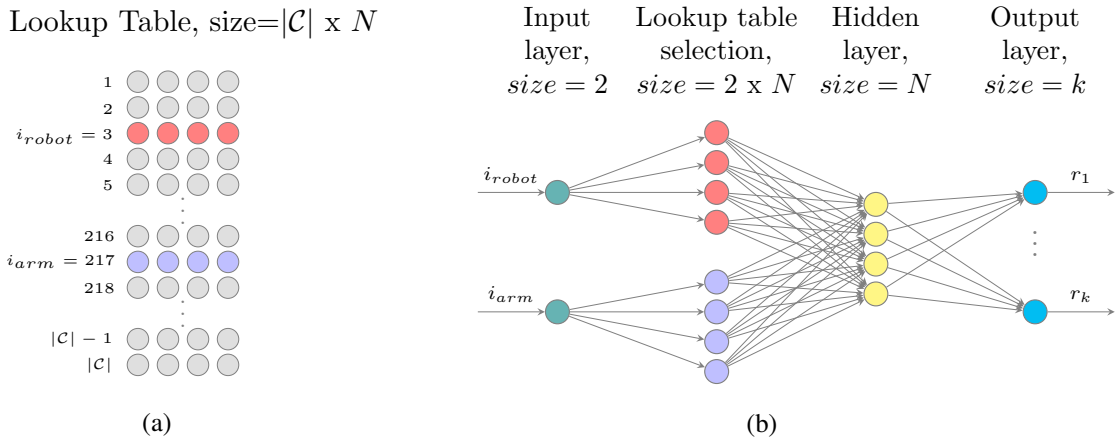 Lookup Table, size=|𝒞| x N
1
2
i_robot = 3
4
5
216
i_arm = 217
218
|𝒞| − 1
|𝒞|
(a)
Input
layer,
size = 2
Lookup table
selection,
size = 2 x N
Hidden
layer,
size = N
Output
layer,
size = k
i_robot
r_1
i_arm
r_k
(b)